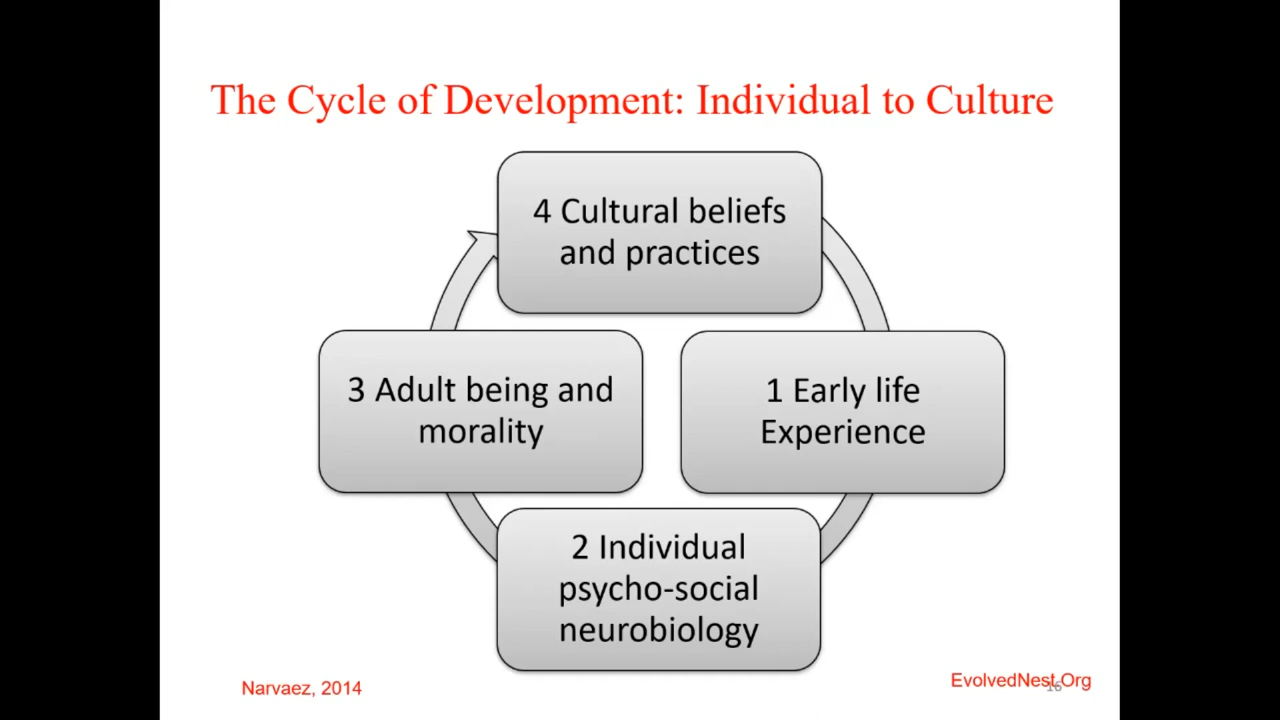 The Cycle of Development: Individual to Culture
4 Cultural beliefs
and practices
3 Adult being and
morality
1 Early life
Experience
2 Individual
psycho-social
neurobiology
Narvaez, 2014
EvolvedNest.Org
16